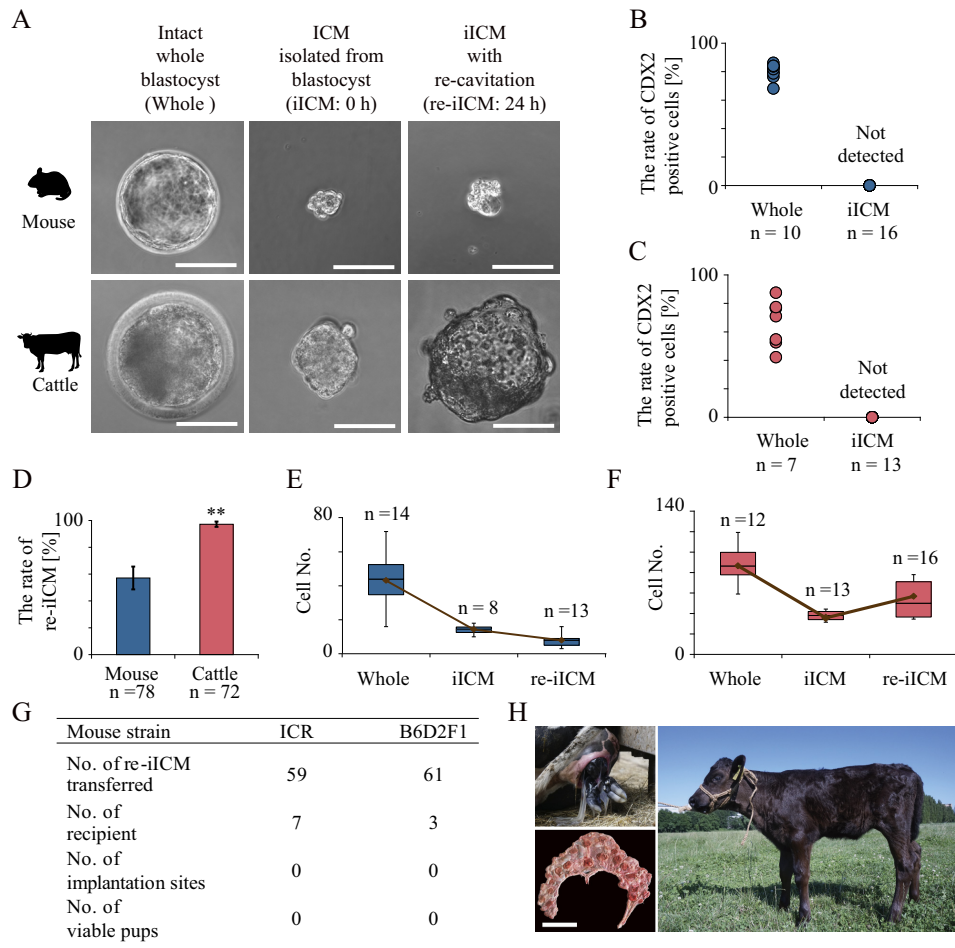 A
Intact
whole
blastocyst
(Whole )
ICM
isolated from
blastocyst
(iICM: 0 h)
iICM
with
re-cavitation
(re-iICM: 24 h)
Mouse
Cattle
B
The rate of CDX2
positive cells [%]
100
0
Not
detected
Whole
n = 10
iICM
n = 16
C
The rate of CDX2
positive cells [%]
100
0
Not
detected
Whole
n = 7
iICM
n = 13
D
The rate of
re-iICM [%]
100
0
**
Mouse
n =78
Cattle
n = 72
E
Cell No.
80
0
n =14
n = 8
n =13
Whole
iICM
re-iICM
F
Cell No.
140
0
n =12
n =13
n =16
Whole
iICM
re-iICM
G
Mouse strain ICR B6D2F1
No. of re-iICM
transferred 59 61
No. of
recipient 7 3
No. of
implantation sites 0 0
No. of
viable pups 0 0
H